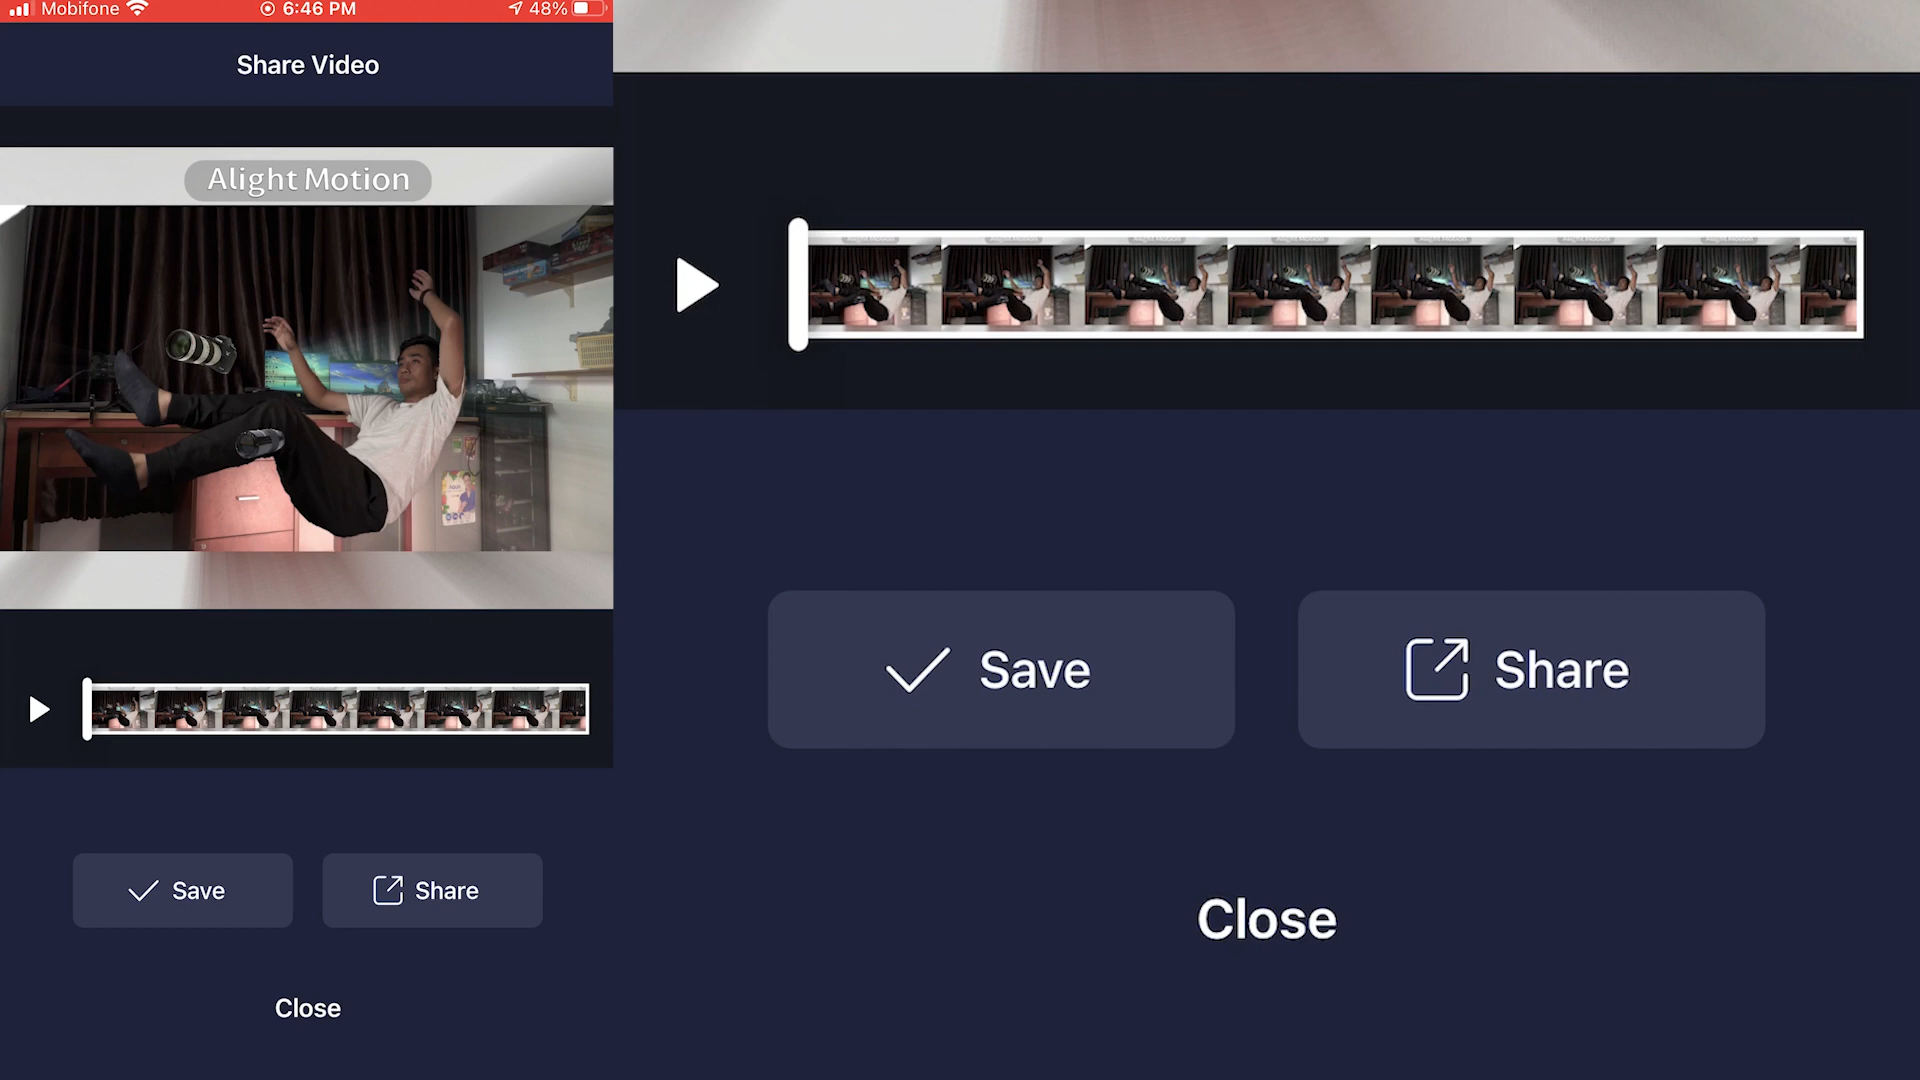 Mobifone 6:46 PM 48%
Share Video
Alight Motion
Save Share
Close
Save Share
Close